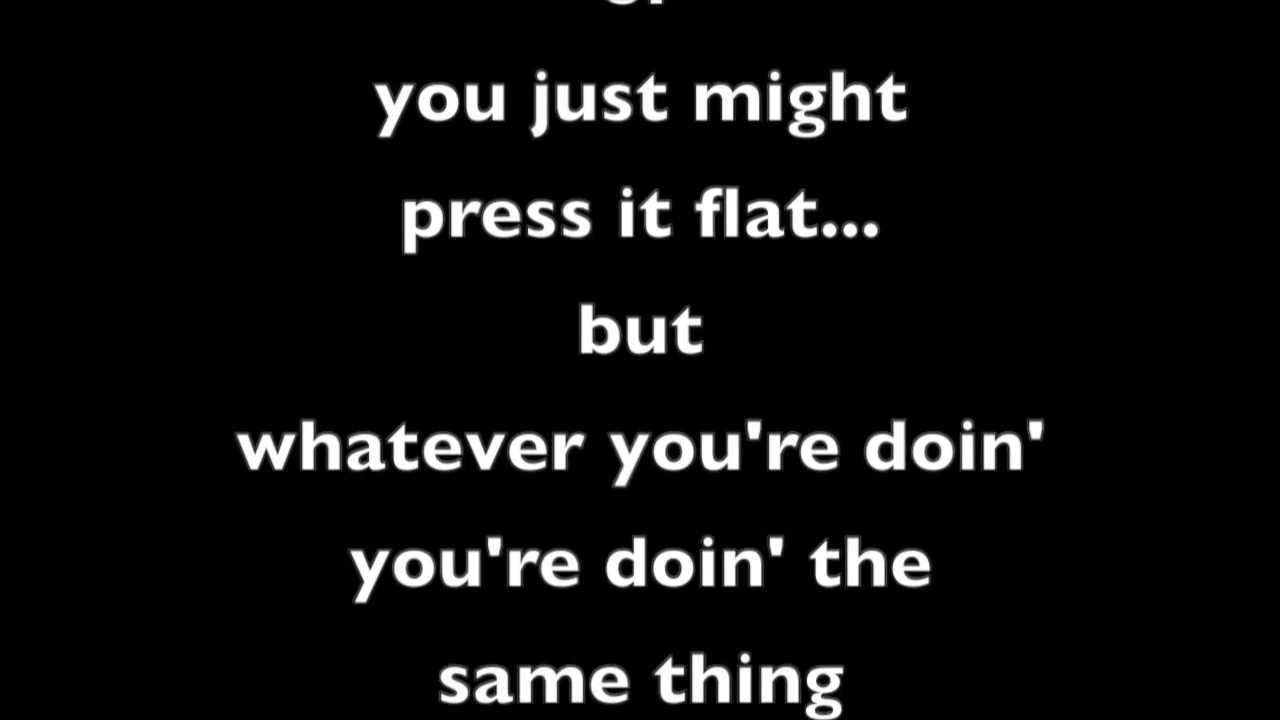 you just might
press it flat...
but
whatever you're doin'
you're doin' the
same thing